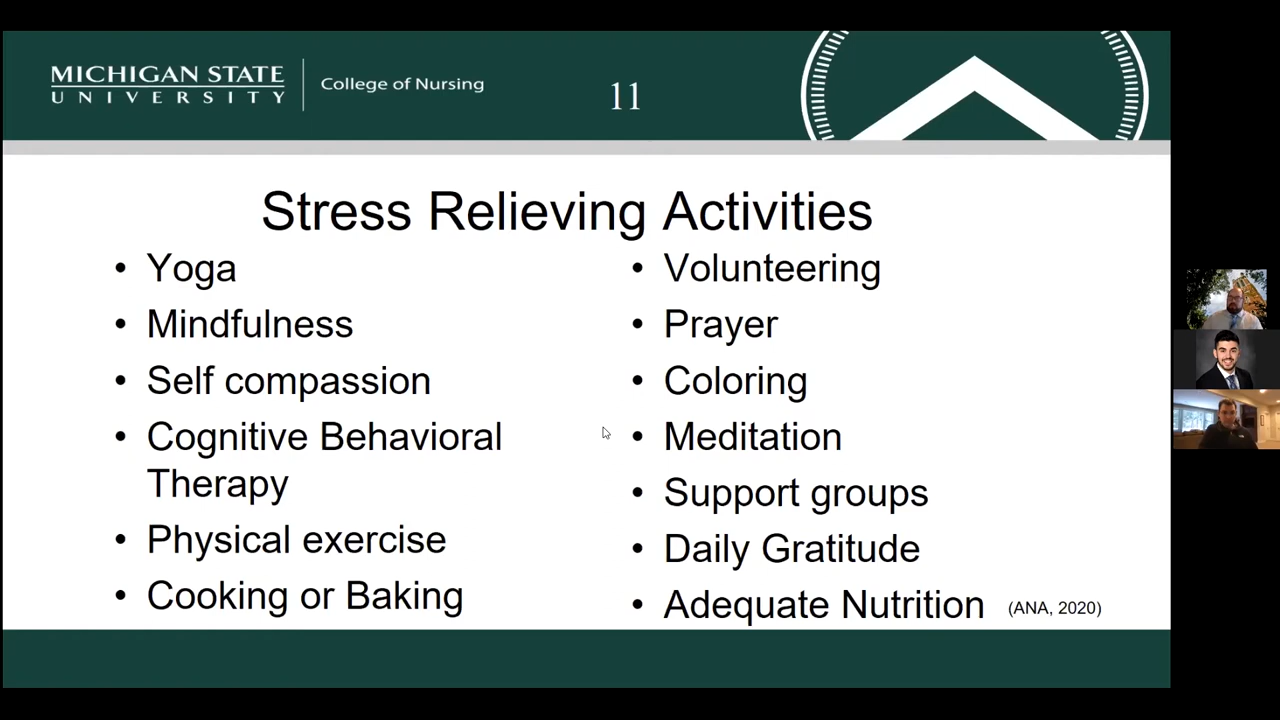 MICHIGAN STATE
UNIVERSITY
College of Nursing
11
Stress Relieving Activities
• Yoga
• Mindfulness
• Self compassion
• Cognitive Behavioral
Therapy
• Physical exercise
• Cooking or Baking
• Volunteering
• Prayer
• Coloring
• Meditation
• Support groups
• Daily Gratitude
• Adequate Nutrition (ANA, 2020)